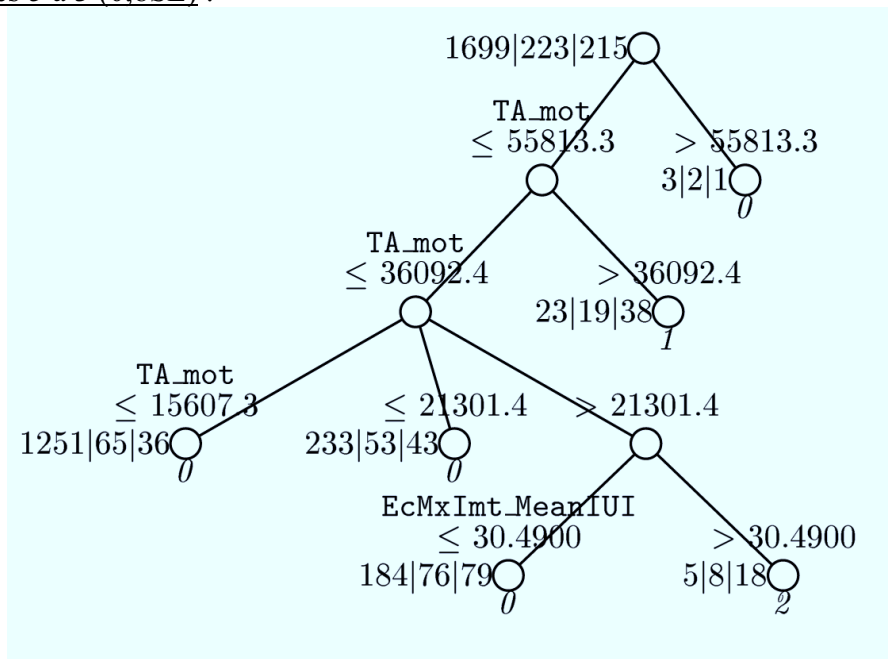 1699|223|215
TA_mot
≤ 55813.3 > 55813.3
3|2|1
0
TA_mot
≤ 36092.4 > 36092.4
23|19|38
1
TA_mot
≤ 15607.3 ≤ 21301.4 > 21301.4
1251|65|36 233|53|43
0 0
EcMxImt_MeanIUI
≤ 30.4900 > 30.4900
184|76|79 5|8|18
0 2